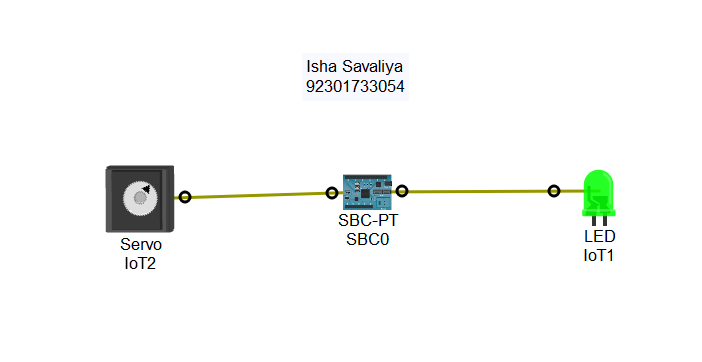 Isha Savaliya
92301733054
Servo
IoT2
SBC-PT
SBC0
LED
IoT1